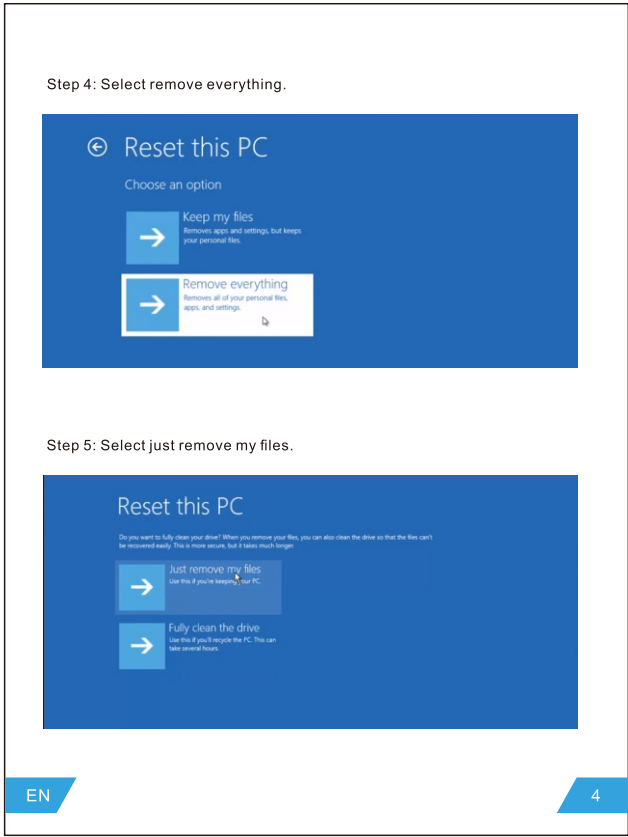 Step 4: Select remove everything.
Reset this PC
Choose an option
Keep my files
Removes apps and settings, but keeps
your personal files.
Remove everything
Removes all of your personal files,
apps, and settings.
Step 5: Select just remove my files.
Reset this PC
Do you want to fully clean your drive? When you remove your files, you can also clean the drive so that the files can't
be recovered easily. This is more secure, but it takes much longer.
Just remove my files
Use this if you're keeping your PC.
Fully clean the drive
Use this if you'll recycle the PC. This can
take several hours.
EN
4